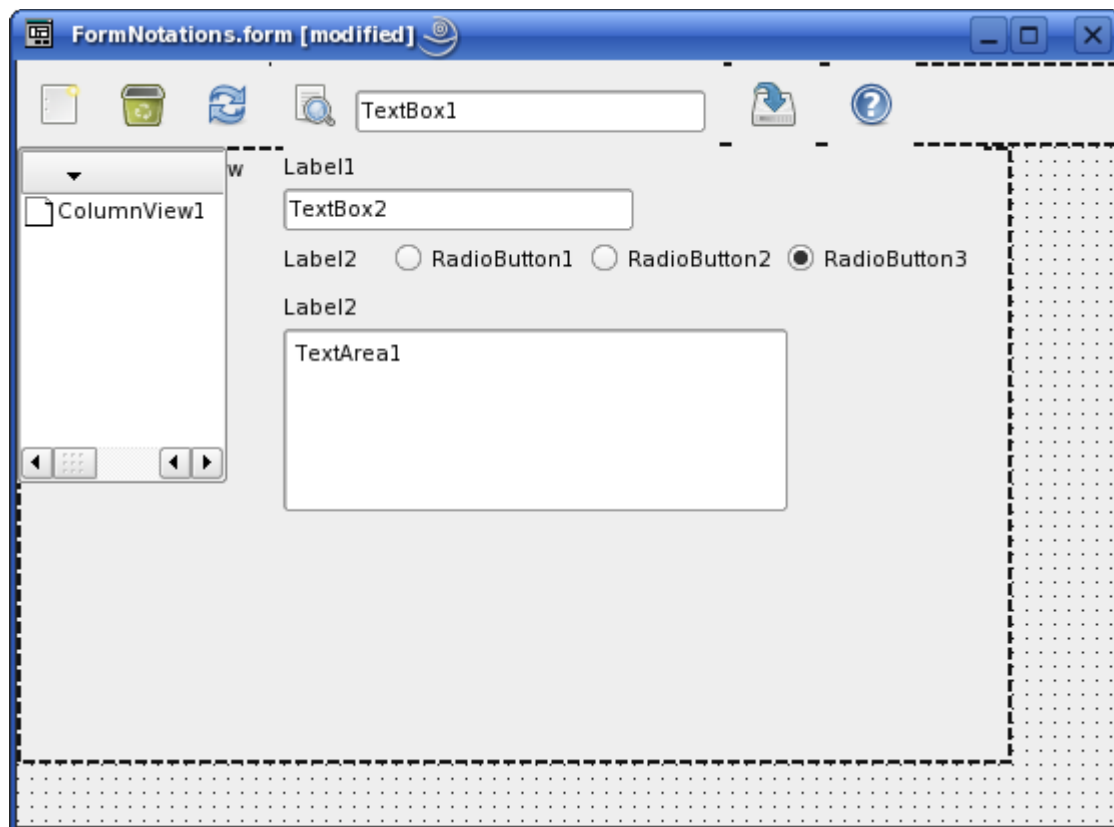 FormNotations.form [modified]
TextBox1
w
Label1
ColumnView1
TextBox2
Label2 RadioButton1 RadioButton2 RadioButton3
Label2
TextArea1